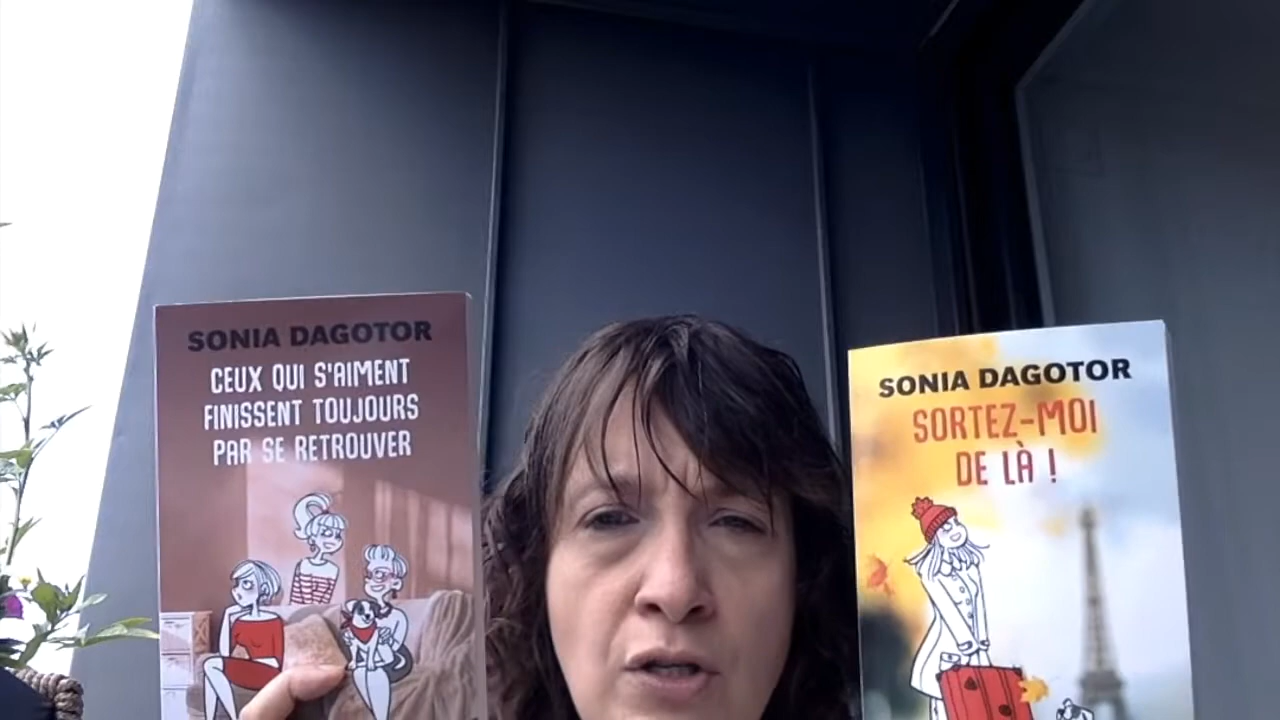 SONIA DAGOTOR
CEUX QUI S'AIMENT
FINISSENT TOUJOURS
PAR SE RETROUVER
SONIA DAGOTOR
SORTEZ-MOI
DE LÀ !